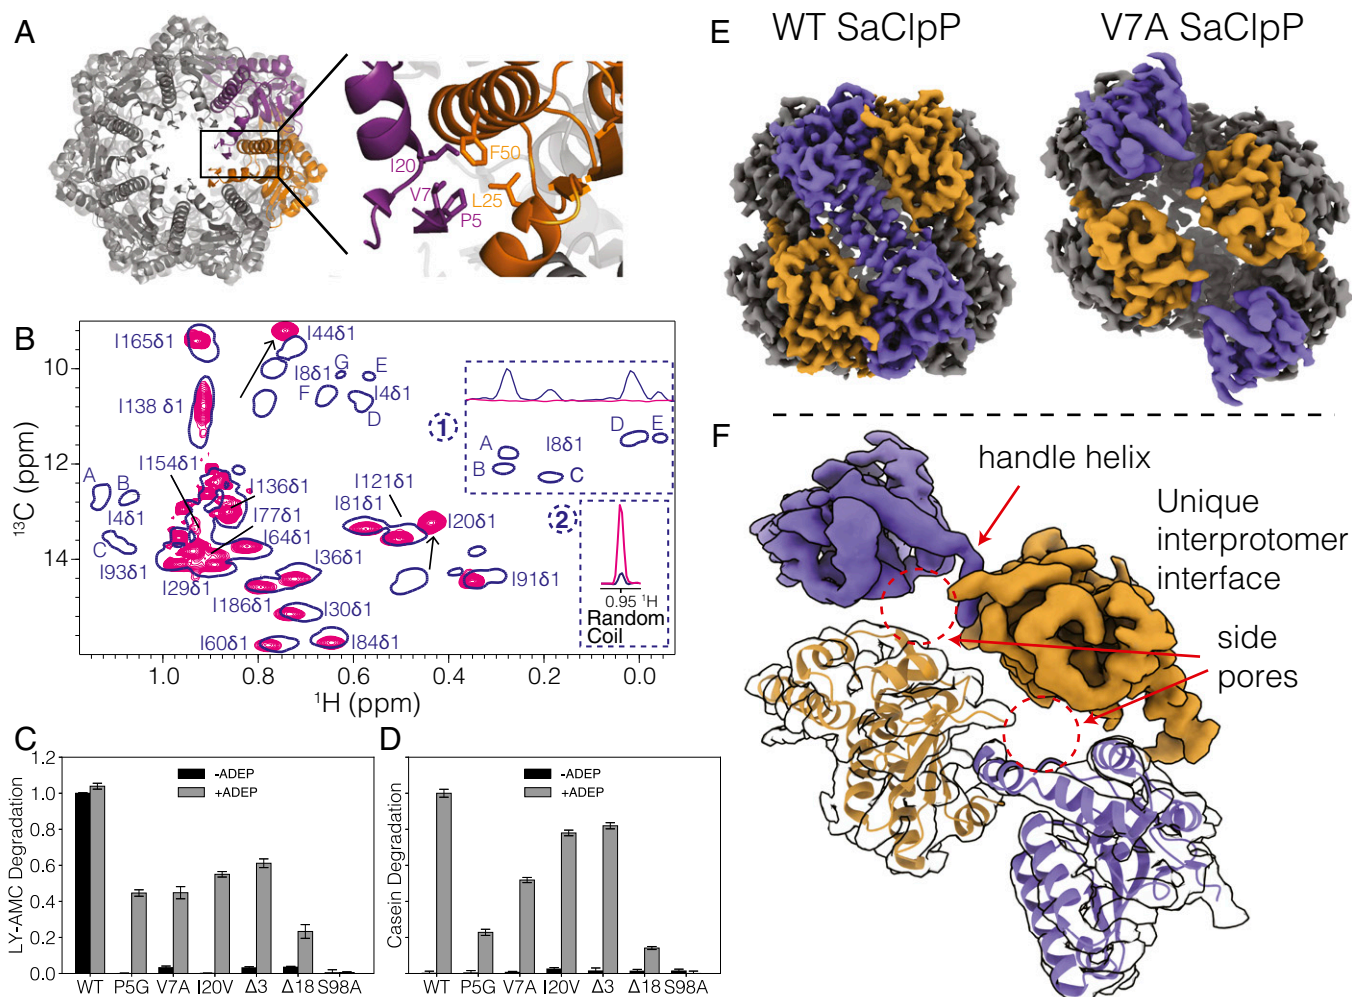 A
I20
F50
V7
L25
P5
B
I165δ1
I44δ1
I8δ1
G
E
F
I4δ1
D
I138 δ1
10.0
12.0
14.0
¹³C (ppm)
1
A
B
I8δ1
C
D
E
A
B
I4δ1
C
I154δ1
I136δ1
I77δ1
I64δ1
I93δ1
I29δ1
I186δ1
I36δ1
I30δ1
I60δ1
I84δ1
I121δ1
I81δ1
I20δ1
I91δ1
2
0.95 ¹H
Random
Coil
1.0 0.8 0.6 0.4 0.2 0.0
¹H (ppm)
C
LY-AMC Degradation
1.2
1.0
0.8
0.6
0.4
0.2
0.0
-ADEP
+ADEP
WT P5G V7A I20V Δ3 Δ18 S98A
D
Casein Degradation
-ADEP
+ADEP
WT P5G V7A I20V Δ3 Δ18 S98A
E
WT SaClpP
V7A SaClpP
F
handle helix
Unique
interprotomer
interface
side
pores